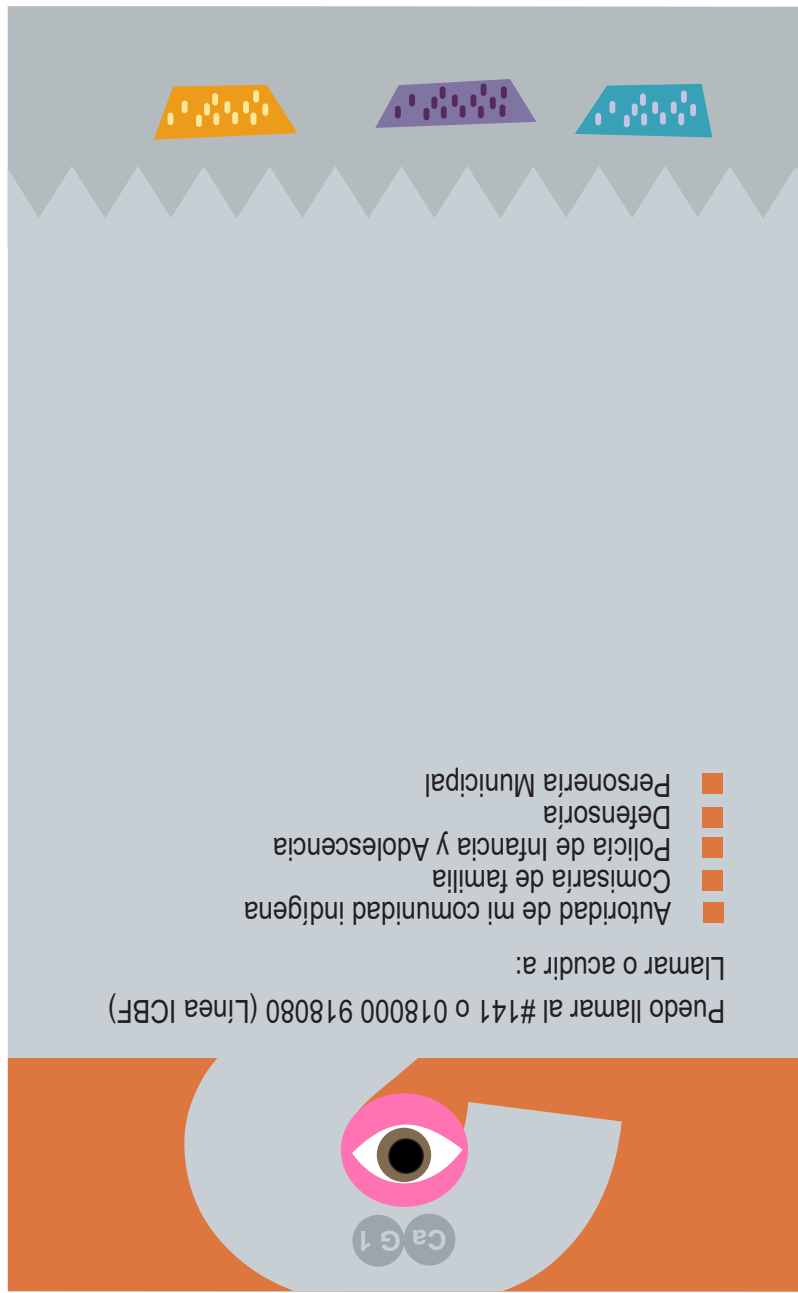 Ca G 1
Puedo llamar al #141 o 018000 918080 (Línea ICBF)
Llamar o acudir a:
Autoridad de mi comunidad indígena
Comisaría de familia
Policía de Infancia y Adolescencia
Defensoría
Personería Municipal